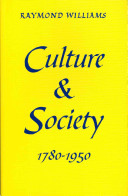 RAYMOND WILLIAMS
Culture
& Society
1780-1950